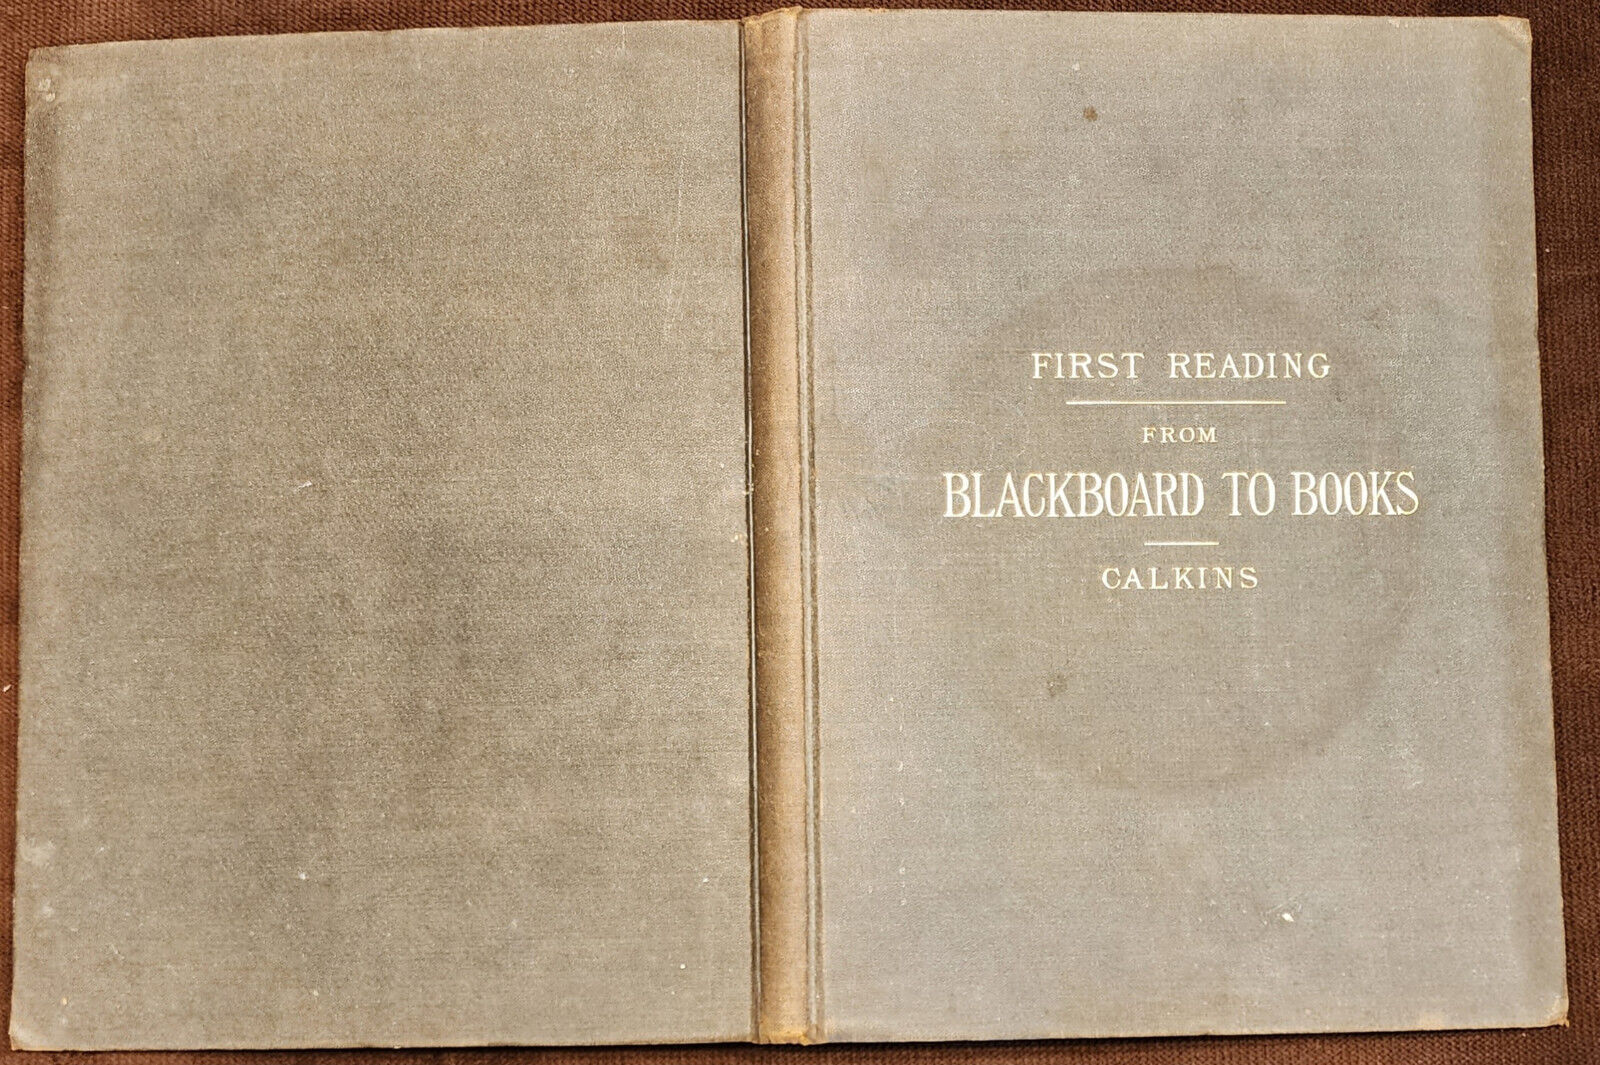 FIRST READING
FROM
BLACKBOARD TO BOOKS
CALKINS